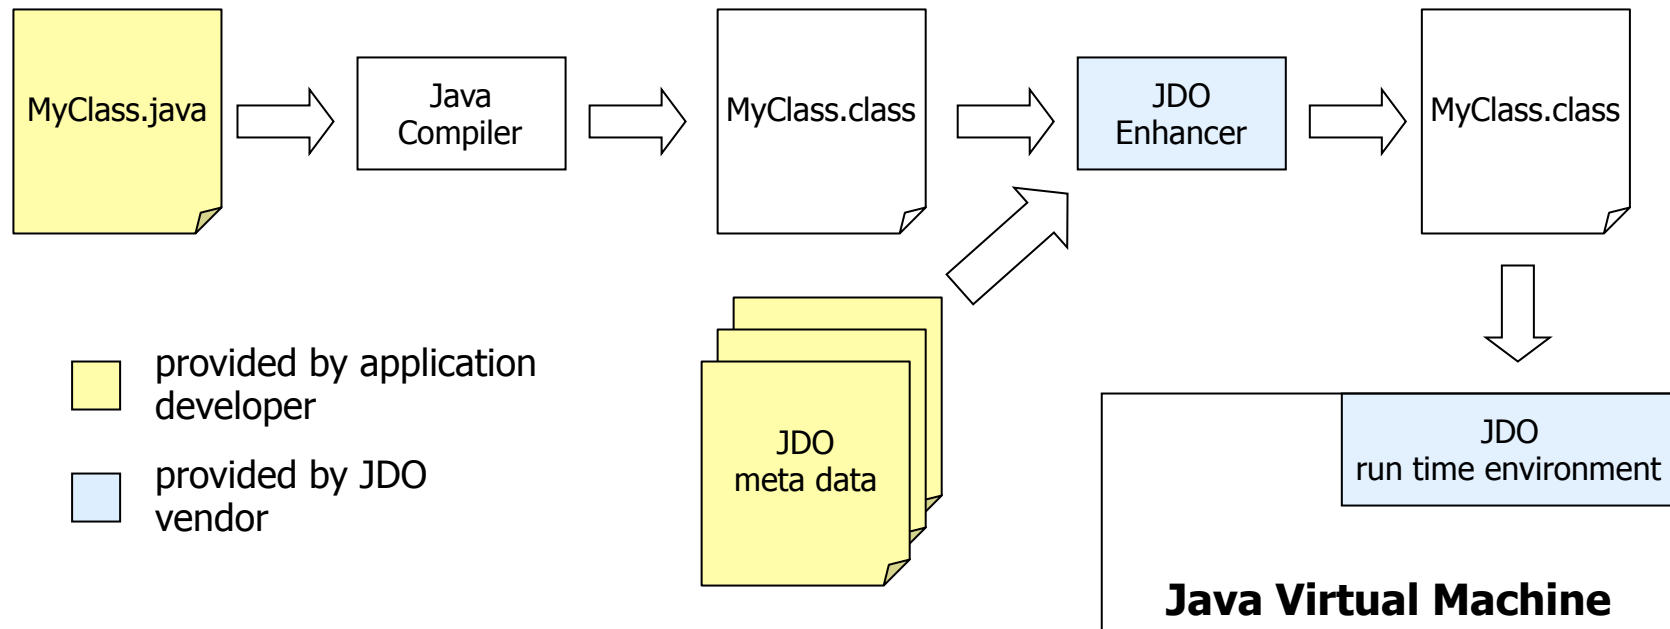 MyClass.java
Java
Compiler
MyClass.class
JDO
Enhancer
MyClass.class
provided by application
developer
provided by JDO
vendor
JDO
meta data
JDO
run time environment
Java Virtual Machine